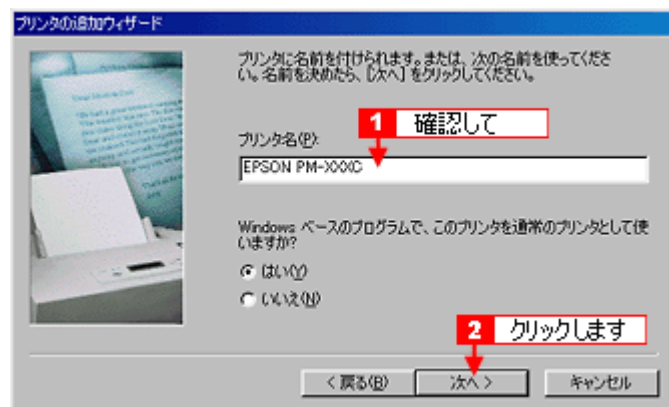 プリンタの追加ウィザード
プリンタに名前を付けられます。または、次の名前を使ってくださ
い。名前を決めたら、[次へ] をクリックしてください。
1 確認して
プリンタ名(P):
EPSON PM-XXXC
Windows ベースのプログラムで、このプリンタを通常のプリンタとして使
いますか?
はい(Y)
いいえ(N)
2 クリックします
< 戻る(B) 次へ > キャンセル